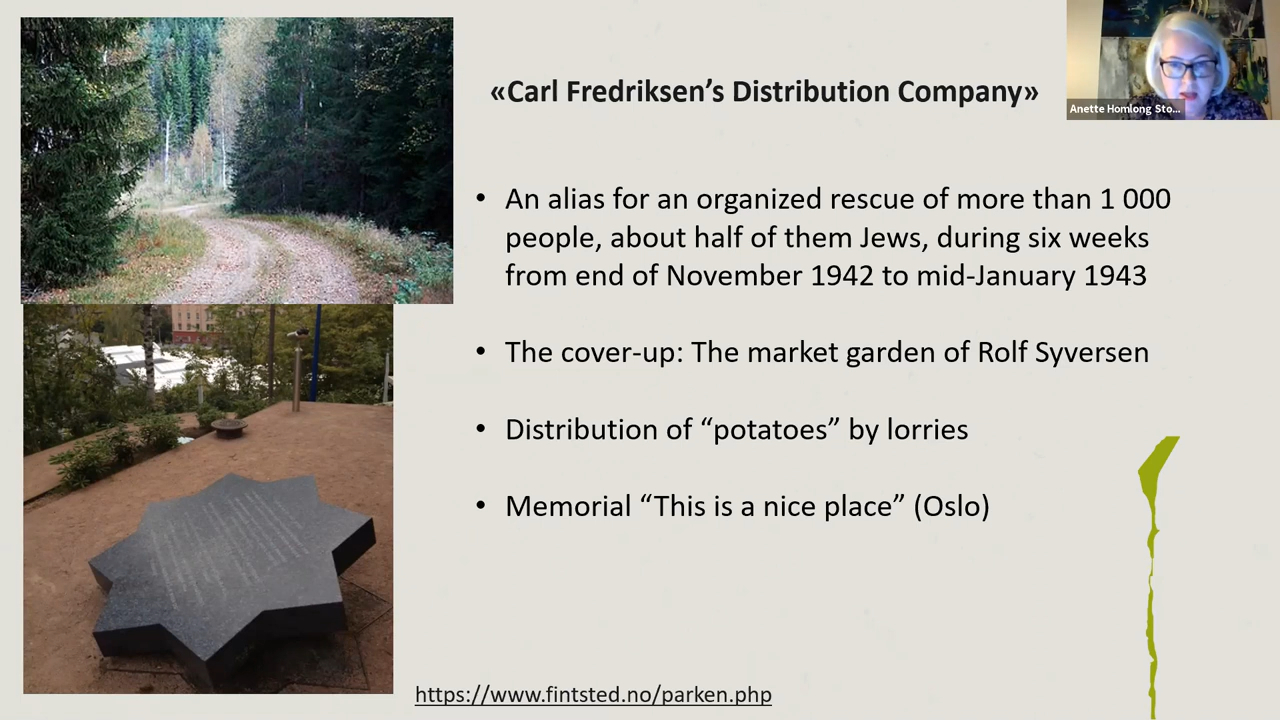 «Carl Fredriksen’s Distribution Company»
Anette Homlong Sto...
• An alias for an organized rescue of more than 1 000
people, about half of them Jews, during six weeks
from end of November 1942 to mid-January 1943
• The cover-up: The market garden of Rolf Syversen
• Distribution of “potatoes” by lorries
• Memorial “This is a nice place” (Oslo)
https://www.fintsted.no/parken.php